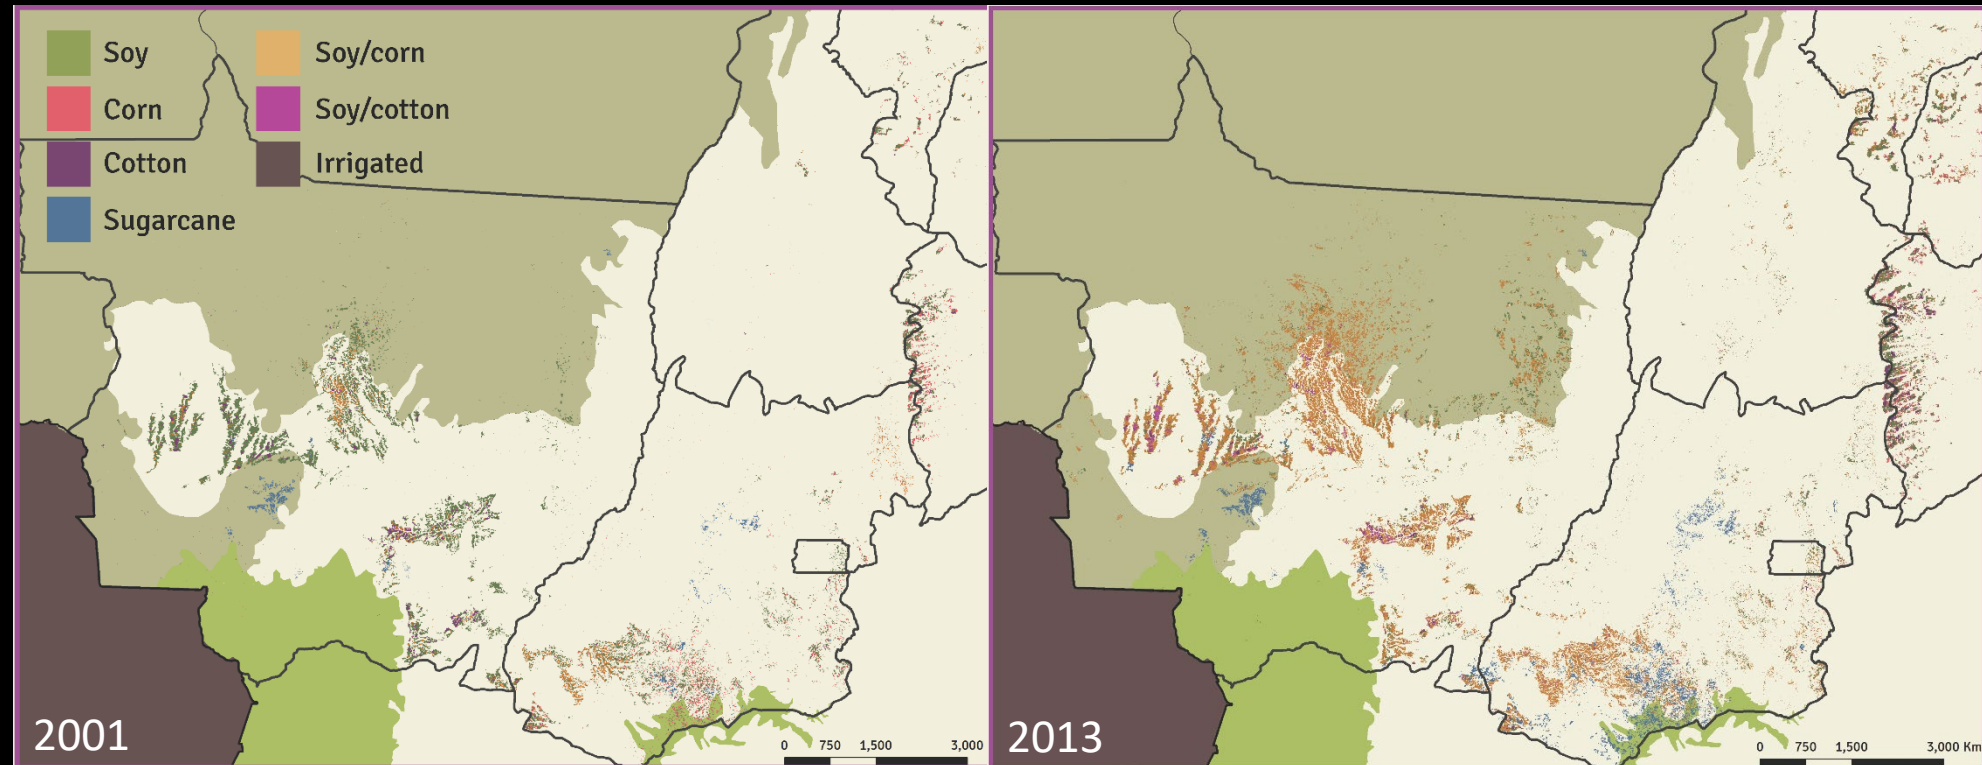 Soy
Soy/corn
Corn
Soy/cotton
Cotton
Irrigated
Sugarcane
2001
0 750 1,500 3,000
2013
0 750 1,500 3,000 Km